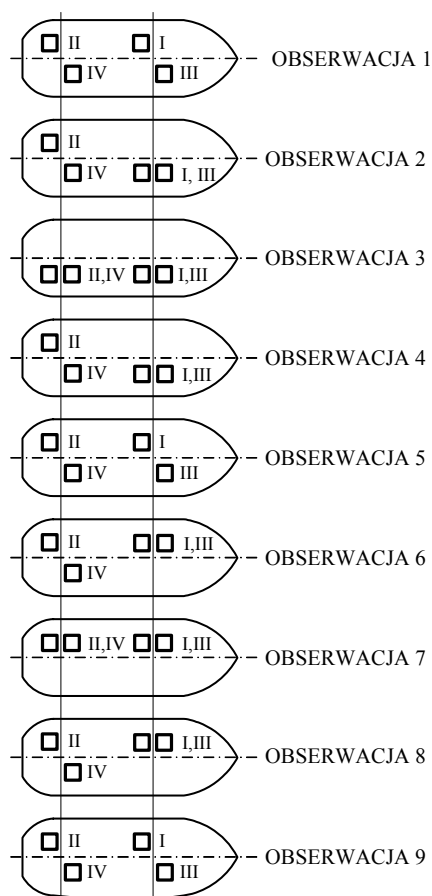 II I
IV III
OBSERWACJA 1
II
IV I, III
OBSERWACJA 2
II,IV I,III
OBSERWACJA 3
II
IV I,III
OBSERWACJA 4
II I
IV III
OBSERWACJA 5
II I,III
IV
OBSERWACJA 6
II,IV I,III
OBSERWACJA 7
II I,III
IV
OBSERWACJA 8
II I
IV III
OBSERWACJA 9